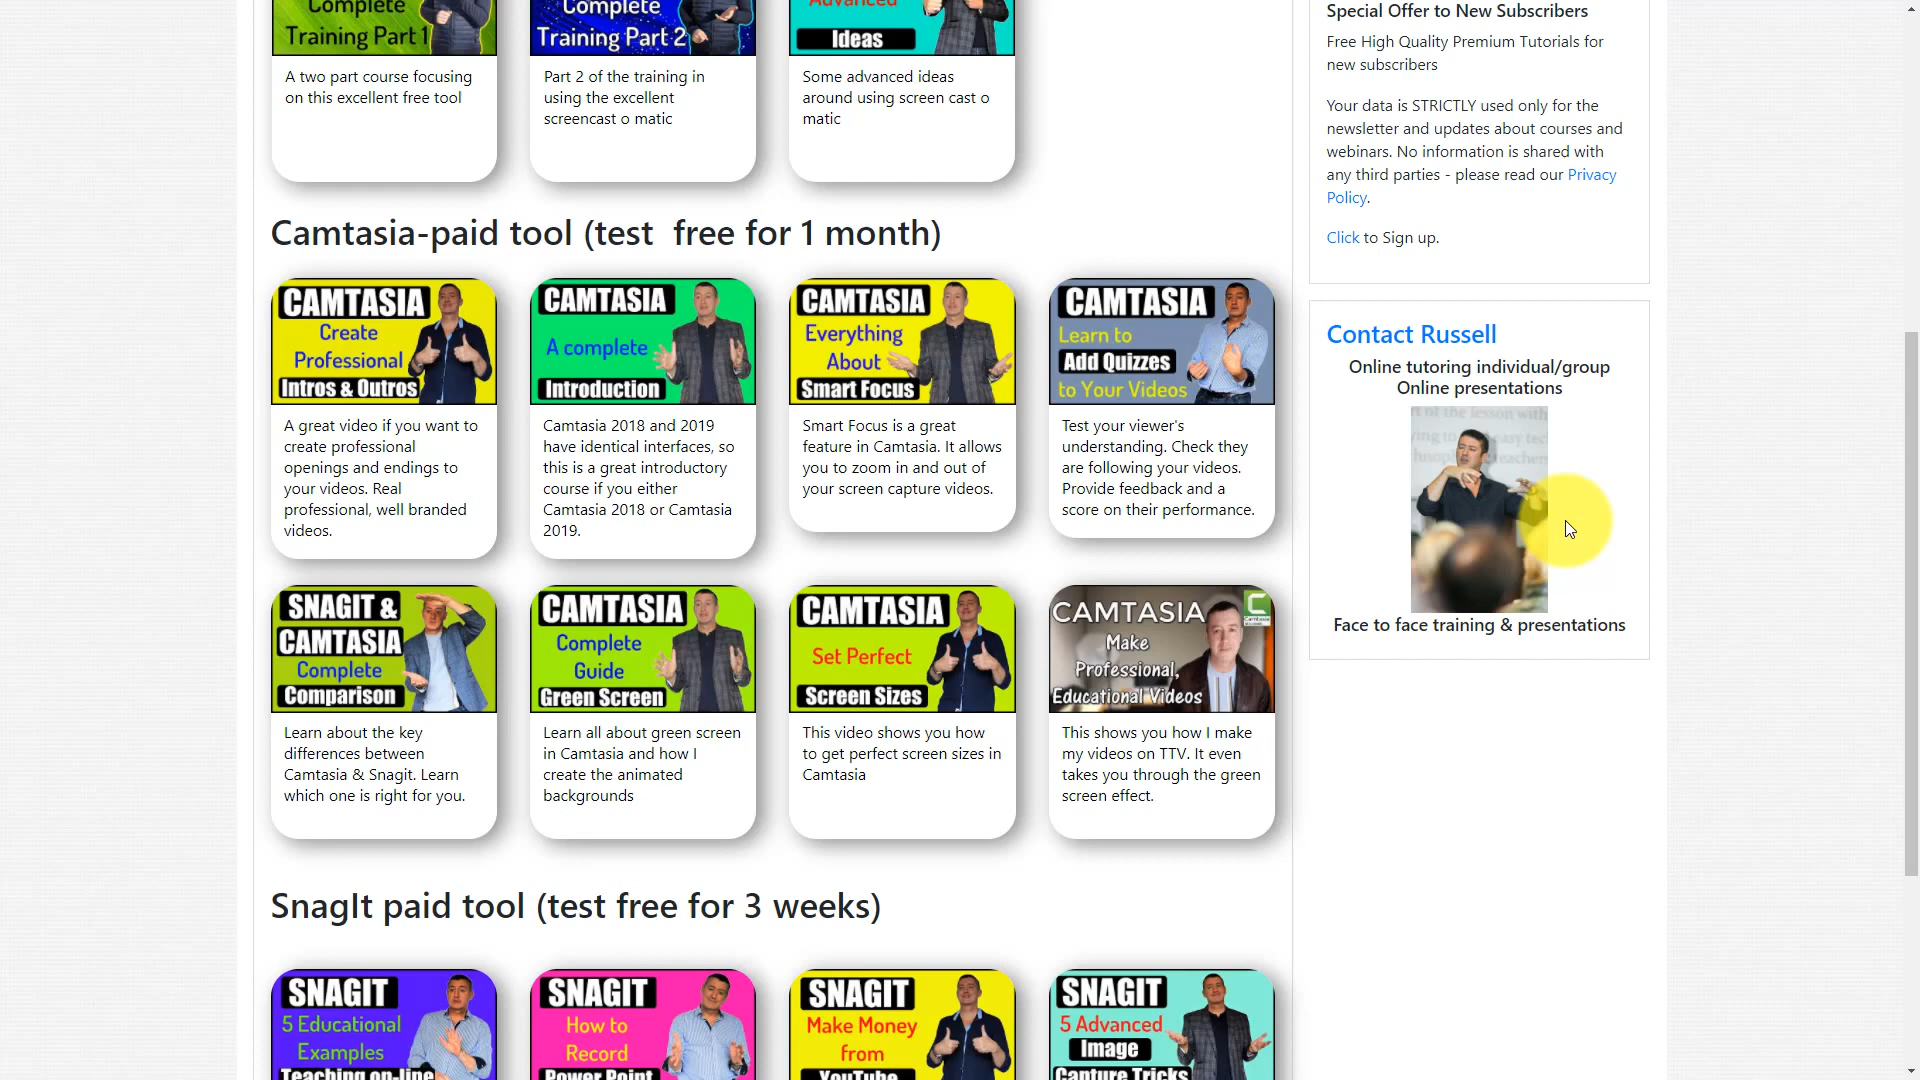 Complete
Training Part 1
A two part course focusing
on this excellent free tool
Complete
Training Part 2
Part 2 of the training in
using the excellent
screencast o matic
Advanced
Ideas
Some advanced ideas
around using screen cast o
matic
Camtasia-paid tool (test  free for 1 month)
CAMTASIA
Create
Professional
Intros & Outros
A great video if you want to
create professional
openings and endings to
your videos. Real
professional, well branded
videos.
CAMTASIA
A complete
Introduction
Camtasia 2018 and 2019
have identical interfaces, so
this is a great introductory
course if you either
Camtasia 2018 or Camtasia
2019.
CAMTASIA
Everything
About
Smart Focus
Smart Focus is a great
feature in Camtasia. It allows
you to zoom in and out of
your screen capture videos.
CAMTASIA
Learn to
Add Quizzes
to Your Videos
Test your viewer's
understanding. Check they
are following your videos.
Provide feedback and a
score on their performance.
SNAGIT &
CAMTASIA
Complete
Comparison
Learn about the key
differences between
Camtasia & Snagit. Learn
which one is right for you.
CAMTASIA
Complete
Guide
Green Screen
Learn all about green screen
in Camtasia and how I
create the animated
backgrounds
CAMTASIA
Set Perfect
Screen Sizes
This video shows you how
to get perfect screen sizes in
Camtasia
CAMTASIA
Make
Professional,
Educational Videos
This shows you how I make
my videos on TTV. It even
takes you through the green
screen effect.
SnagIt paid tool (test free for 3 weeks)
SNAGIT
5 Educational
Examples
Teaching on-line
SNAGIT
How to
Record
Power Point
SNAGIT
Make Money
from
YouTube
SNAGIT
5 Advanced
Image
Capture Tricks
Special Offer to New Subscribers
Free High Quality Premium Tutorials for
new subscribers
Your data is STRICTLY used only for the
newsletter and updates about courses and
webinars. No information is shared with
any third parties - please read our Privacy
Policy.
Click to Sign up.
Contact Russell
Online tutoring individual/group
Online presentations
Face to face training & presentations